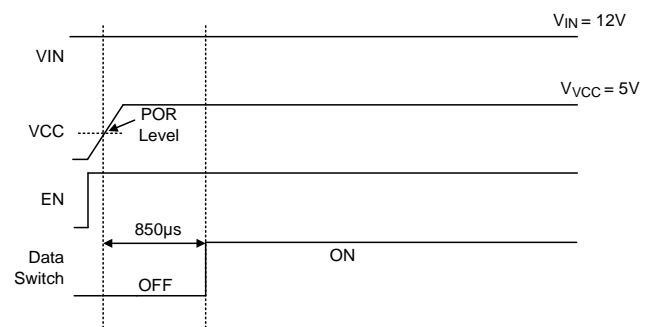 VIN = 12V
VIN
VVCC = 5V
POR
Level
VCC
EN
850µs
Data
Switch
ON
OFF